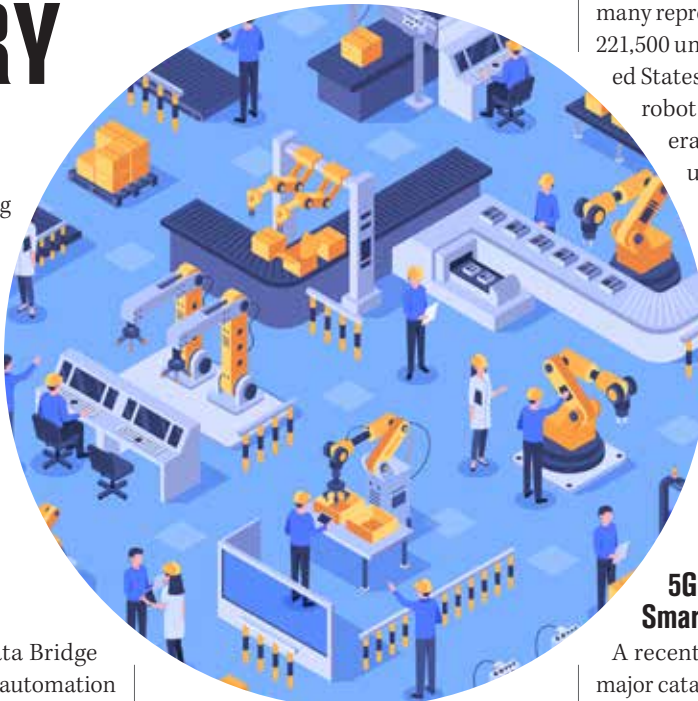 RY
g
ta Bridge
automation
many repre
221,500 un
ed States
robot
era
u
5G
Smar
A recent
major cata